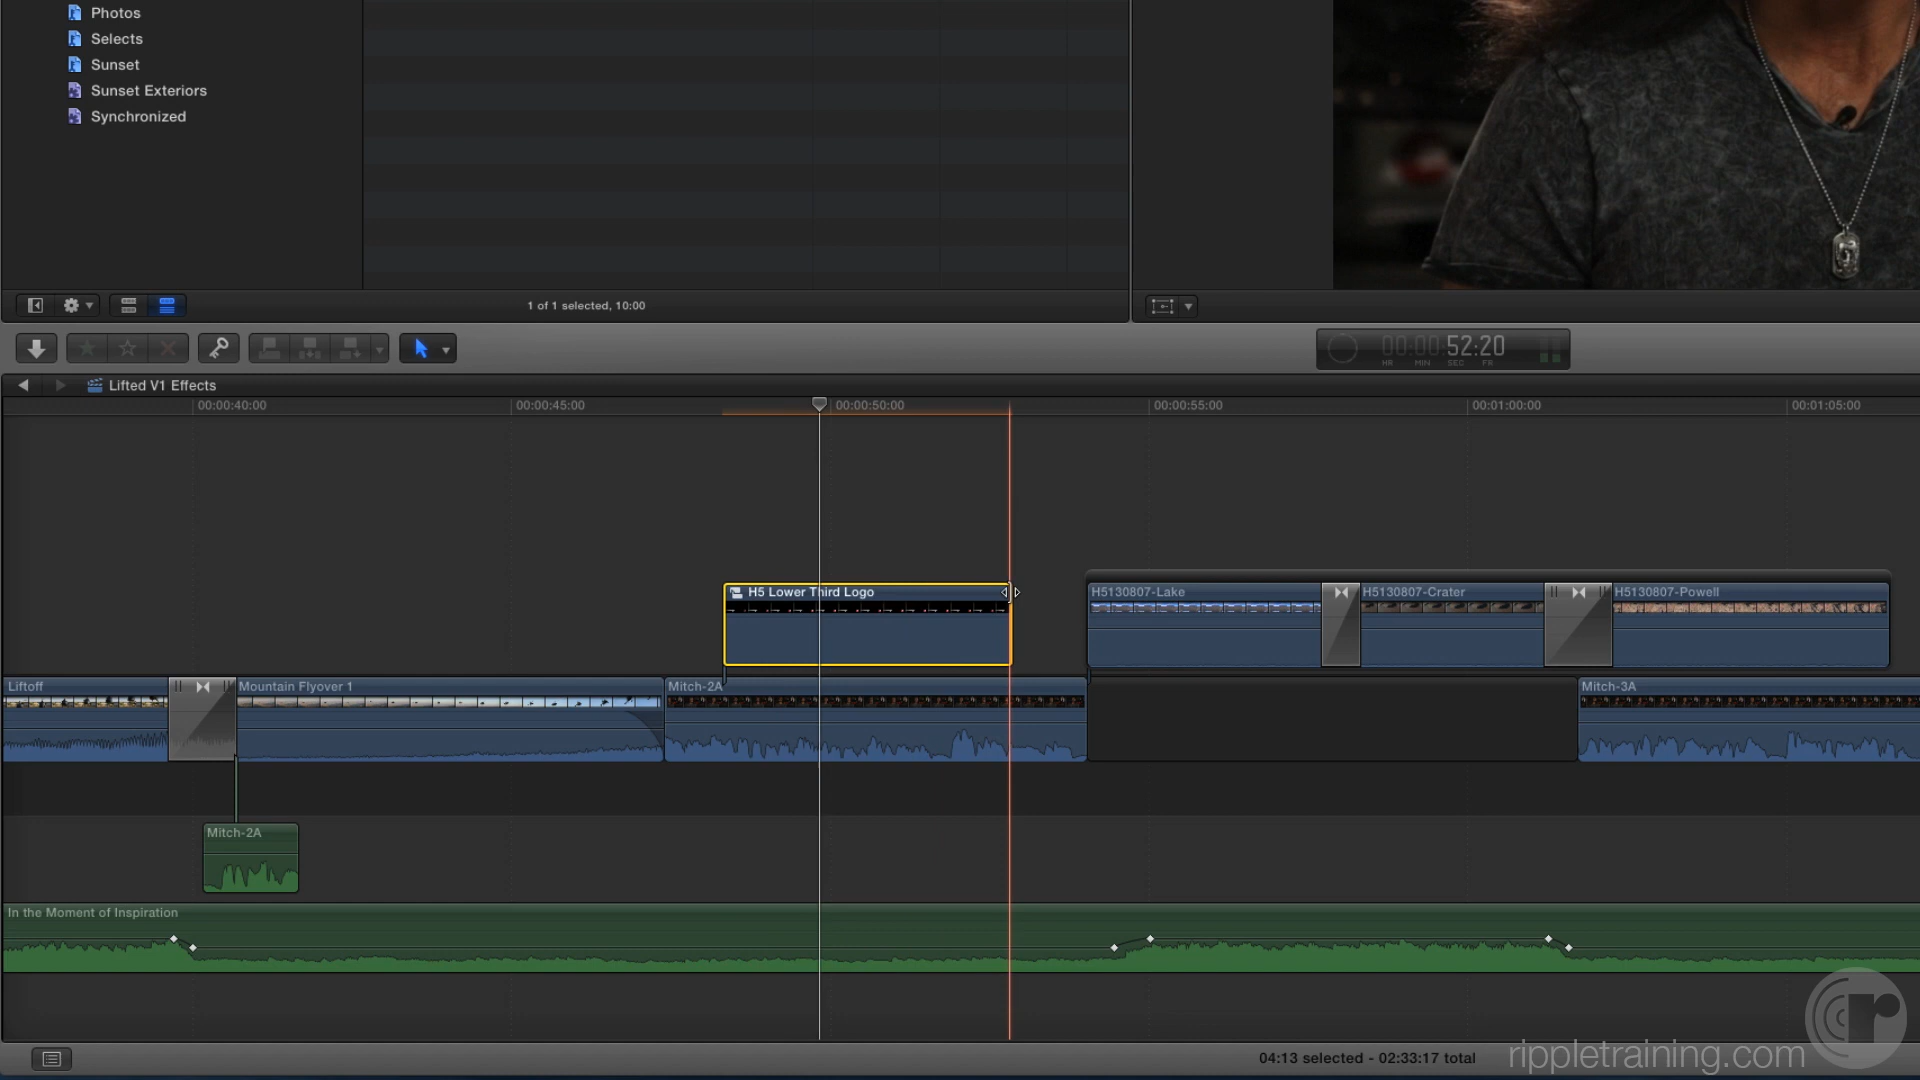 Photos
Selects
Sunset
Sunset Exteriors
Synchronized
1 of 1 selected, 10:00
00:00:52:20
HR MIN SEC FR
Lifted V1 Effects
00:00:40:00 00:00:45:00 00:00:50:00 00:00:55:00 00:01:00:00 00:01:05:00
H5 Lower Third Logo H5130807-Lake H5130807-Crater H5130807-Powell
Liftoff Mountain Flyover 1 Mitch-2A Mitch-3A
Mitch-2A
In the Moment of Inspiration
04:13 selected - 02:33:17 total
rippletraining.com